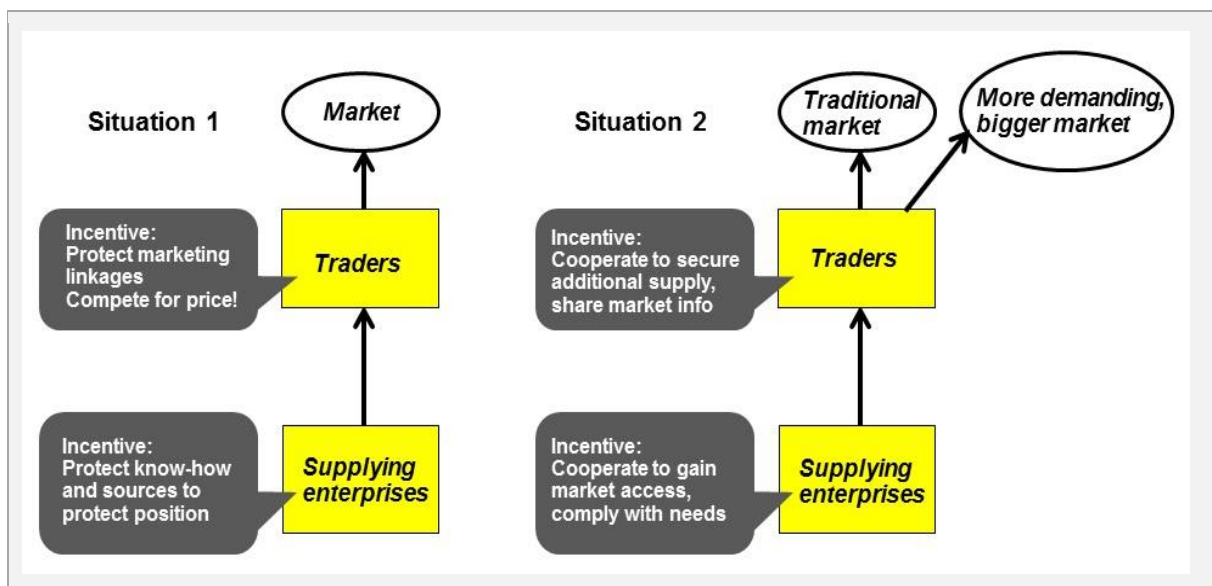 Situation 1
Market
Incentive:
Protect marketing
linkages
Compete for price!
Traders
Incentive:
Protect know-how
and sources to
protect position
Supplying
enterprises
Situation 2
Traditional
market
More demanding,
bigger market
Incentive:
Cooperate to secure
additional supply,
share market info
Traders
Incentive:
Cooperate to gain
market access,
comply with needs
Supplying
enterprises